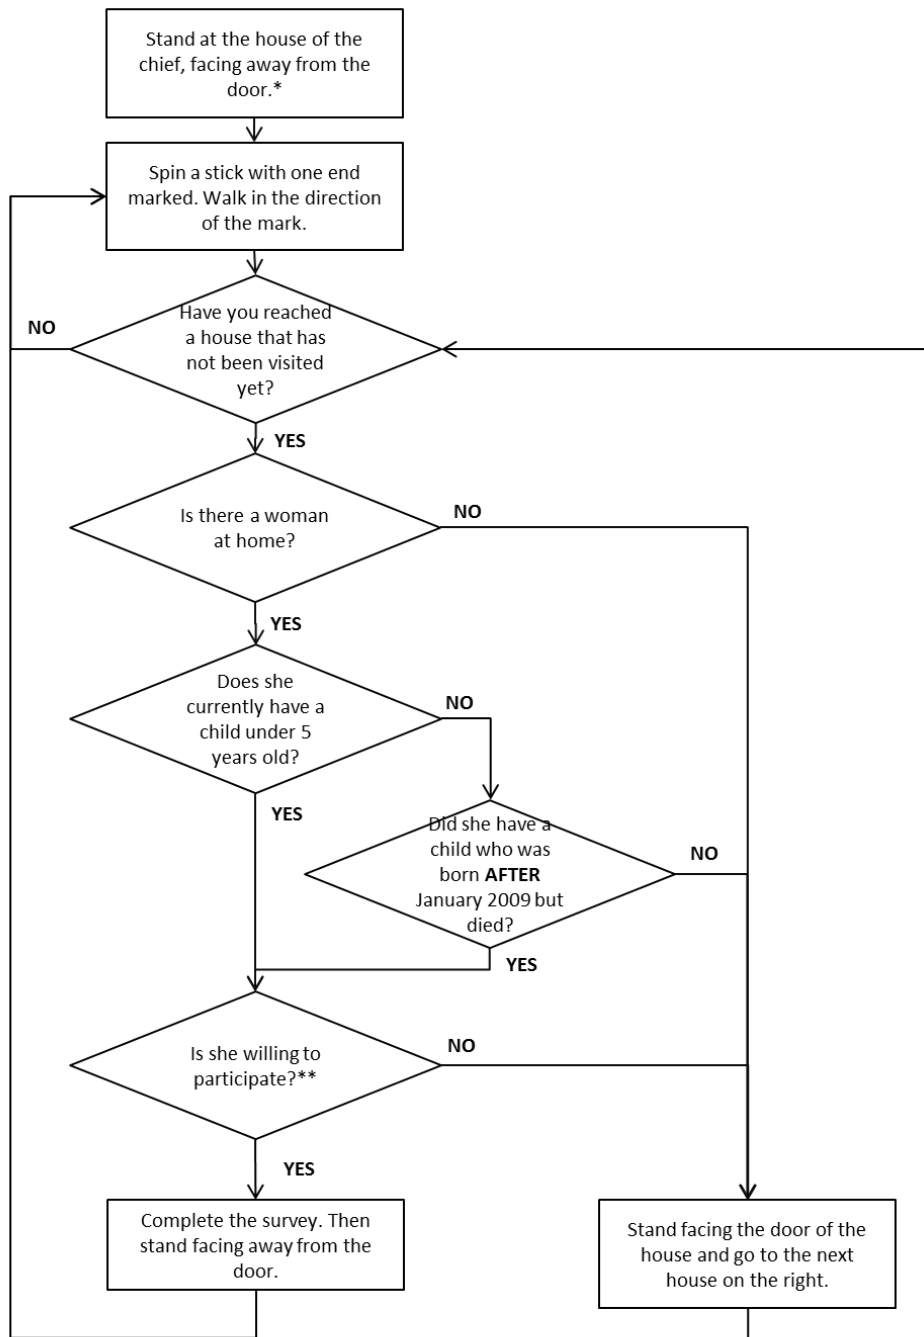 Stand at the house of the
chief, facing away from the
door.*
Spin a stick with one end
marked. Walk in the direction
of the mark.
Have you reached
a house that has
not been visited
yet?
NO
YES
Is there a woman
at home?
NO
YES
Does she
currently have a
child under 5
years old?
NO
YES
Did she have a
child who was
born AFTER
January 2009 but
died?
NO
YES
Is she willing to
participate?**
NO
YES
Complete the survey. Then
stand facing away from the
door.
Stand facing the door of the
house and go to the next
house on the right.